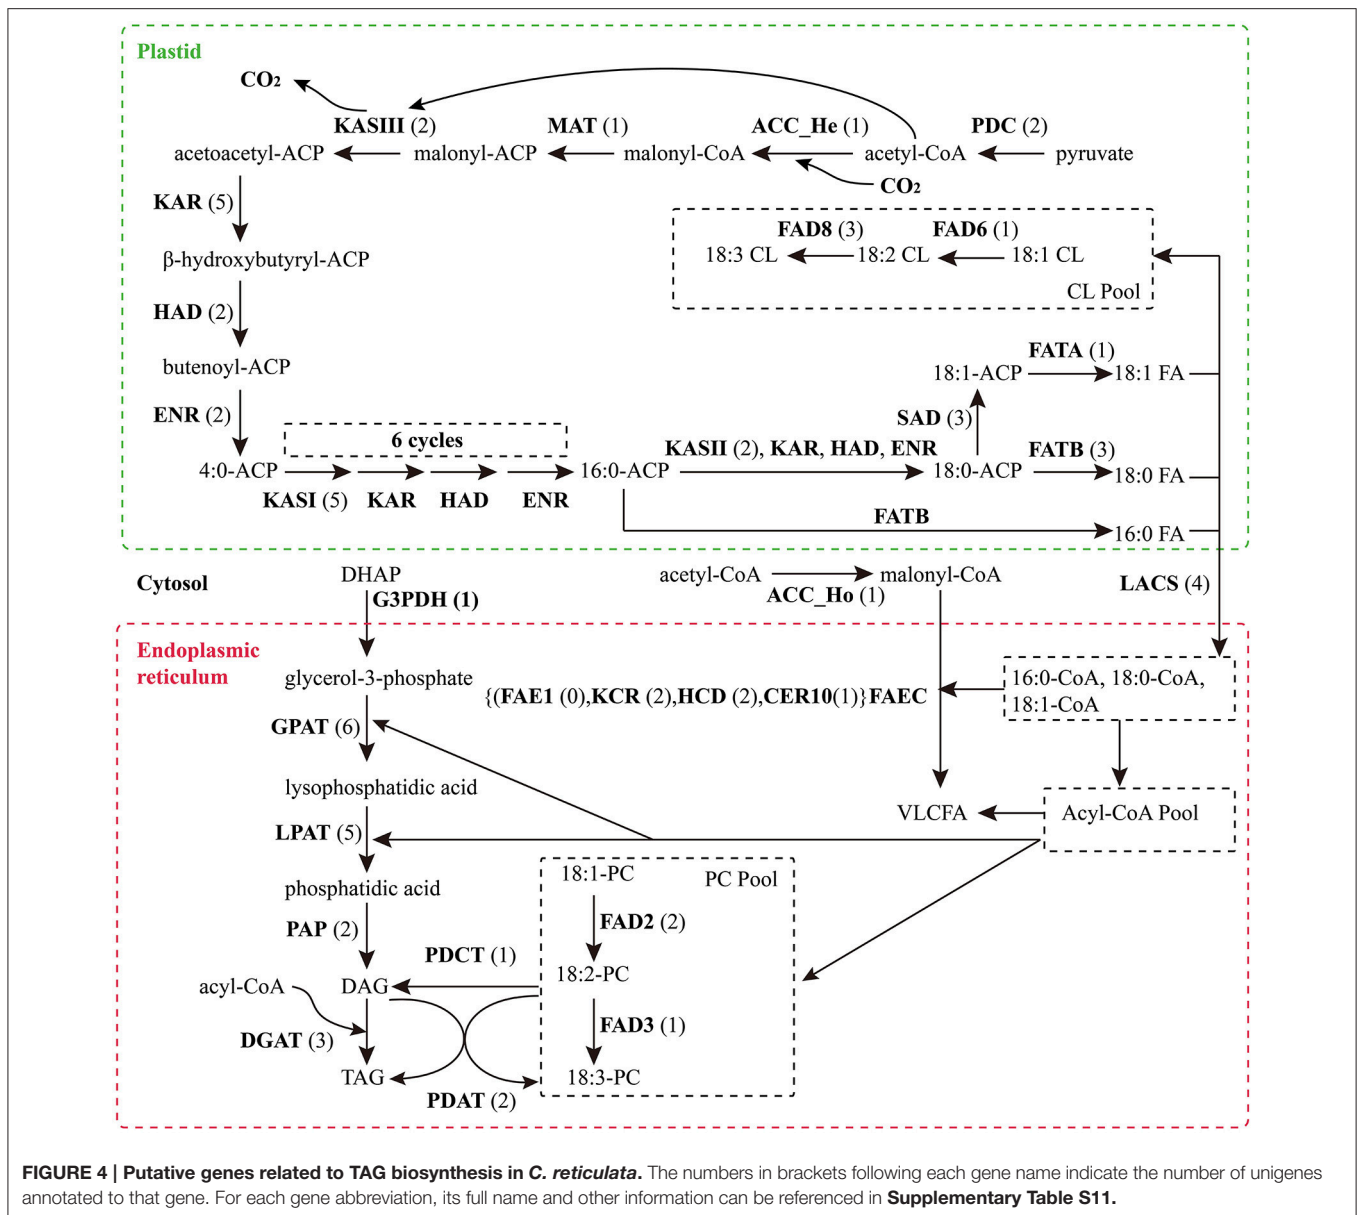 Plastid
CO2
KASIII (2) MAT (1) ACC_He (1) PDC (2)
acetoacetyl-ACP malonyl-ACP malonyl-CoA acetyl-CoA pyruvate
CO2
KAR (5)
FAD8 (3) FAD6 (1)
18:3 CL 18:2 CL 18:1 CL
β-hydroxybutyryl-ACP
CL Pool
HAD (2)
FATA (1)
butenoyl-ACP 18:1-ACP 18:1 FA
ENR (2) SAD (3)
6 cycles
KASII (2), KAR, HAD, ENR FATB (3)
4:0-ACP 16:0-ACP 18:0-ACP 18:0 FA
KASI (5) KAR HAD ENR
FATB
16:0 FA
Cytosol DHAP acetyl-CoA malonyl-CoA LACS (4)
G3PDH (1) ACC_Ho (1)
Endoplasmic
reticulum
glycerol-3-phosphate 16:0-CoA, 18:0-CoA,
18:1-CoA
{(FAE1 (0),KCR (2),HCD (2),CER10(1)}FAEC
GPAT (6)
lysophosphatidic acid
VLCFA Acyl-CoA Pool
LPAT (5)
phosphatidic acid 18:1-PC PC Pool
PAP (2) FAD2 (2)
PDCT (1)
acyl-CoA DAG 18:2-PC
DGAT (3) FAD3 (1)
TAG 18:3-PC
PDAT (2)
FIGURE 4 | Putative genes related to TAG biosynthesis in C. reticulata. The numbers in brackets following each gene name indicate the number of unigenes
annotated to that gene. For each gene abbreviation, its full name and other information can be referenced in Supplementary Table S11.